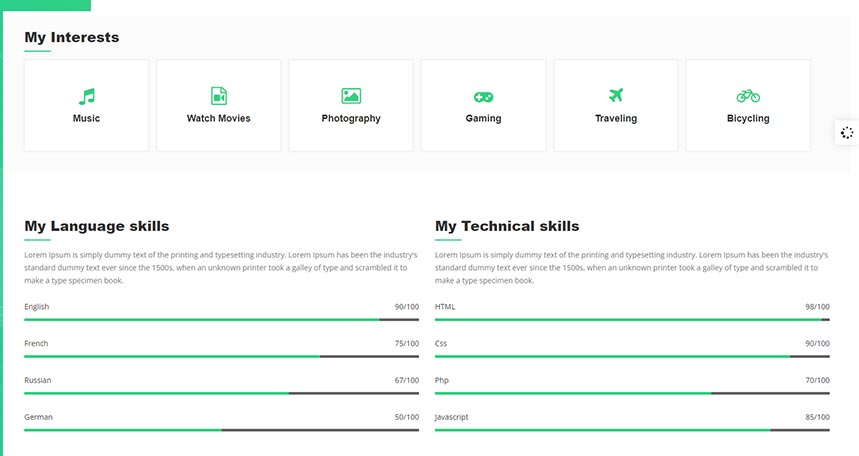 My Interests
Music
Watch Movies
Photography
Gaming
Traveling
Bicycling
My Language skills
Lorem Ipsum is simply dummy text of the printing and typesetting industry. Lorem Ipsum has been the industry's
standard dummy text ever since the 1500s, when an unknown printer took a galley of type and scrambled it to
make a type specimen book.
English 90/100
French 75/100
Russian 67/100
German 50/100
My Technical skills
Lorem Ipsum is simply dummy text of the printing and typesetting industry. Lorem Ipsum has been the industry's
standard dummy text ever since the 1500s, when an unknown printer took a galley of type and scrambled it to
make a type specimen book.
HTML 98/100
Css 90/100
Php 70/100
Javascript 85/100